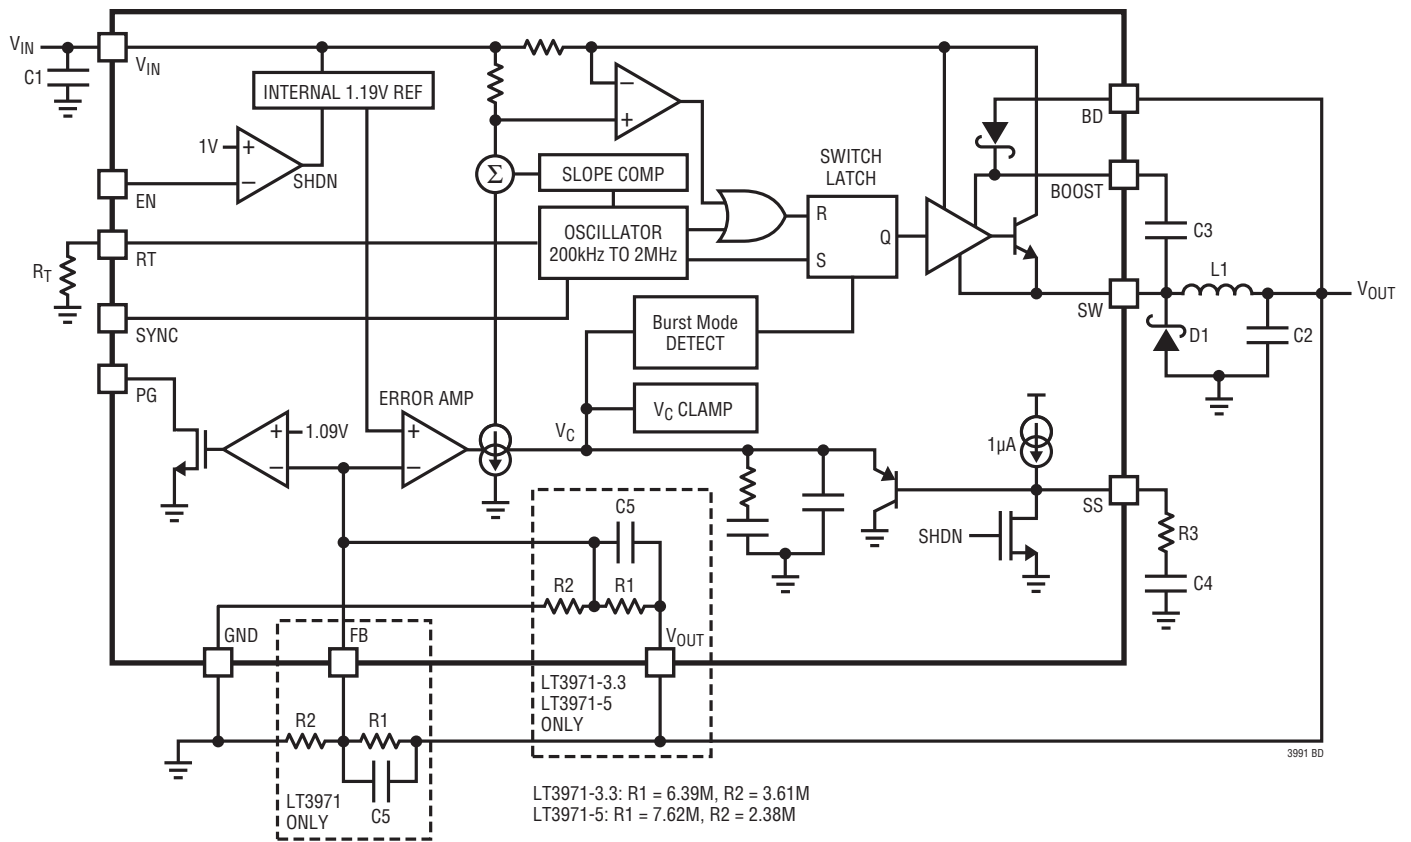 VIN
C1
VIN
INTERNAL 1.19V REF
1V
+
−
SHDN
EN
RT
RT
SYNC
PG
−
+
Σ
SLOPE COMP
OSCILLATOR
200kHz TO 2MHz
SWITCH
LATCH
R
S
Q
BD
BOOST
C3
L1
SW
VOUT
D1
C2
Burst Mode
DETECT
VC CLAMP
VC
ERROR AMP
+
−
+
−
1.09V
1µA
SS
SHDN
R3
C4
C5
R2
R1
GND
FB
VOUT
LT3971-3.3
LT3971-5
ONLY
R2
R1
C5
LT3971
ONLY
3991 BD
LT3971-3.3: R1 = 6.39M, R2 = 3.61M
LT3971-5: R1 = 7.62M, R2 = 2.38M